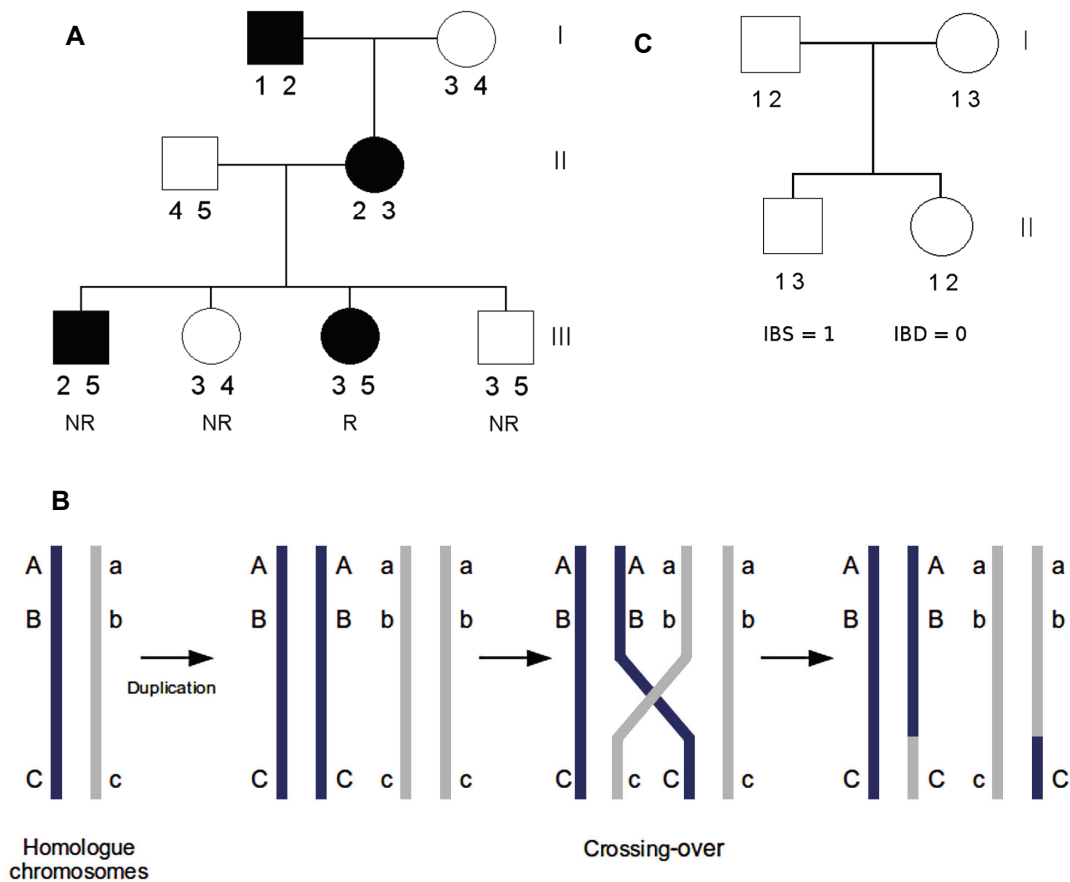 A
I
1 2
3 4
II
4 5
2 3
III
2 5
3 4
3 5
3 5
NR
NR
R
NR
C
I
1 2
1 3
II
1 3
1 2
IBS = 1
IBD = 0
B
A a
B b
C c
Duplication
A A a a
B B b b
C C c c
A A a a
B B b b
C c C c
A A a a
B B b b
C C c C
Homologue
chromosomes
Crossing-over